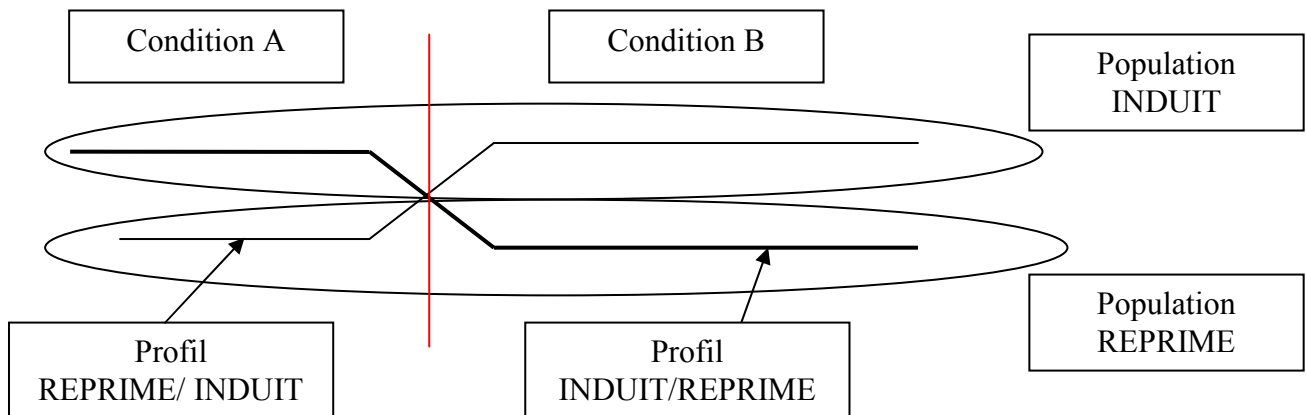 Condition A
Condition B
Population
INDUIT
Population
REPRIME
Profil
REPRIME/ INDUIT
Profil
INDUIT/REPRIME